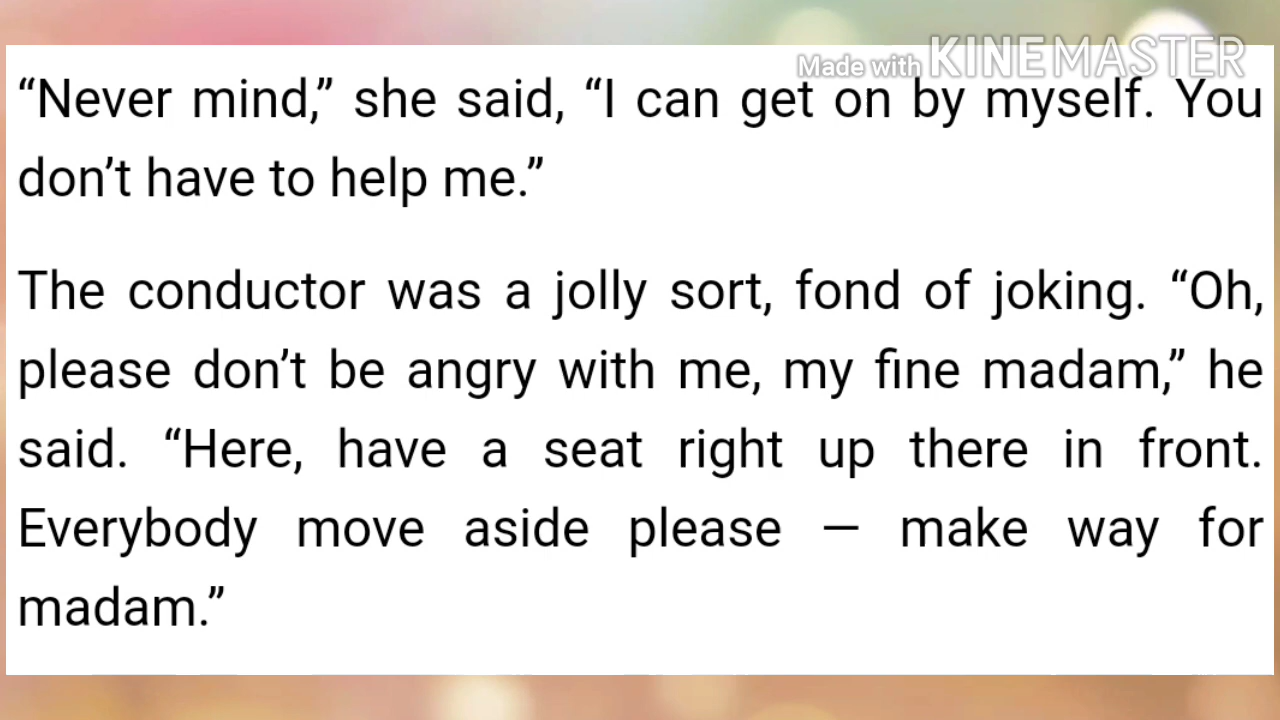 Made with KINEMASTER
“Never mind,” she said, “I can get on by myself. You
don’t have to help me.”
The conductor was a jolly sort, fond of joking. “Oh,
please don’t be angry with me, my fine madam,” he
said. “Here, have a seat right up there in front.
Everybody move aside please — make way for
madam.”